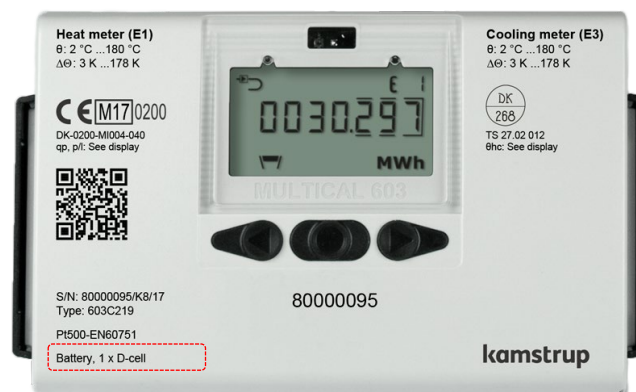 Heat meter (E1)
θ: 2 °C ...180 °C
ΔΘ: 3 K ...178 K
CE M17 0200
DK-0200-MI004-040
qp, p/l: See display
E 1
0030.297
MWh
MULTICAL 603
Cooling meter (E3)
θ: 2 °C ...180 °C
ΔΘ: 3 K ...178 K
DK
268
TS 27.02 012
θhc: See display
S/N: 80000095/K8/17
Type: 603C219
80000095
Pt500-EN60751
Battery, 1 x D-cell
kamstrup